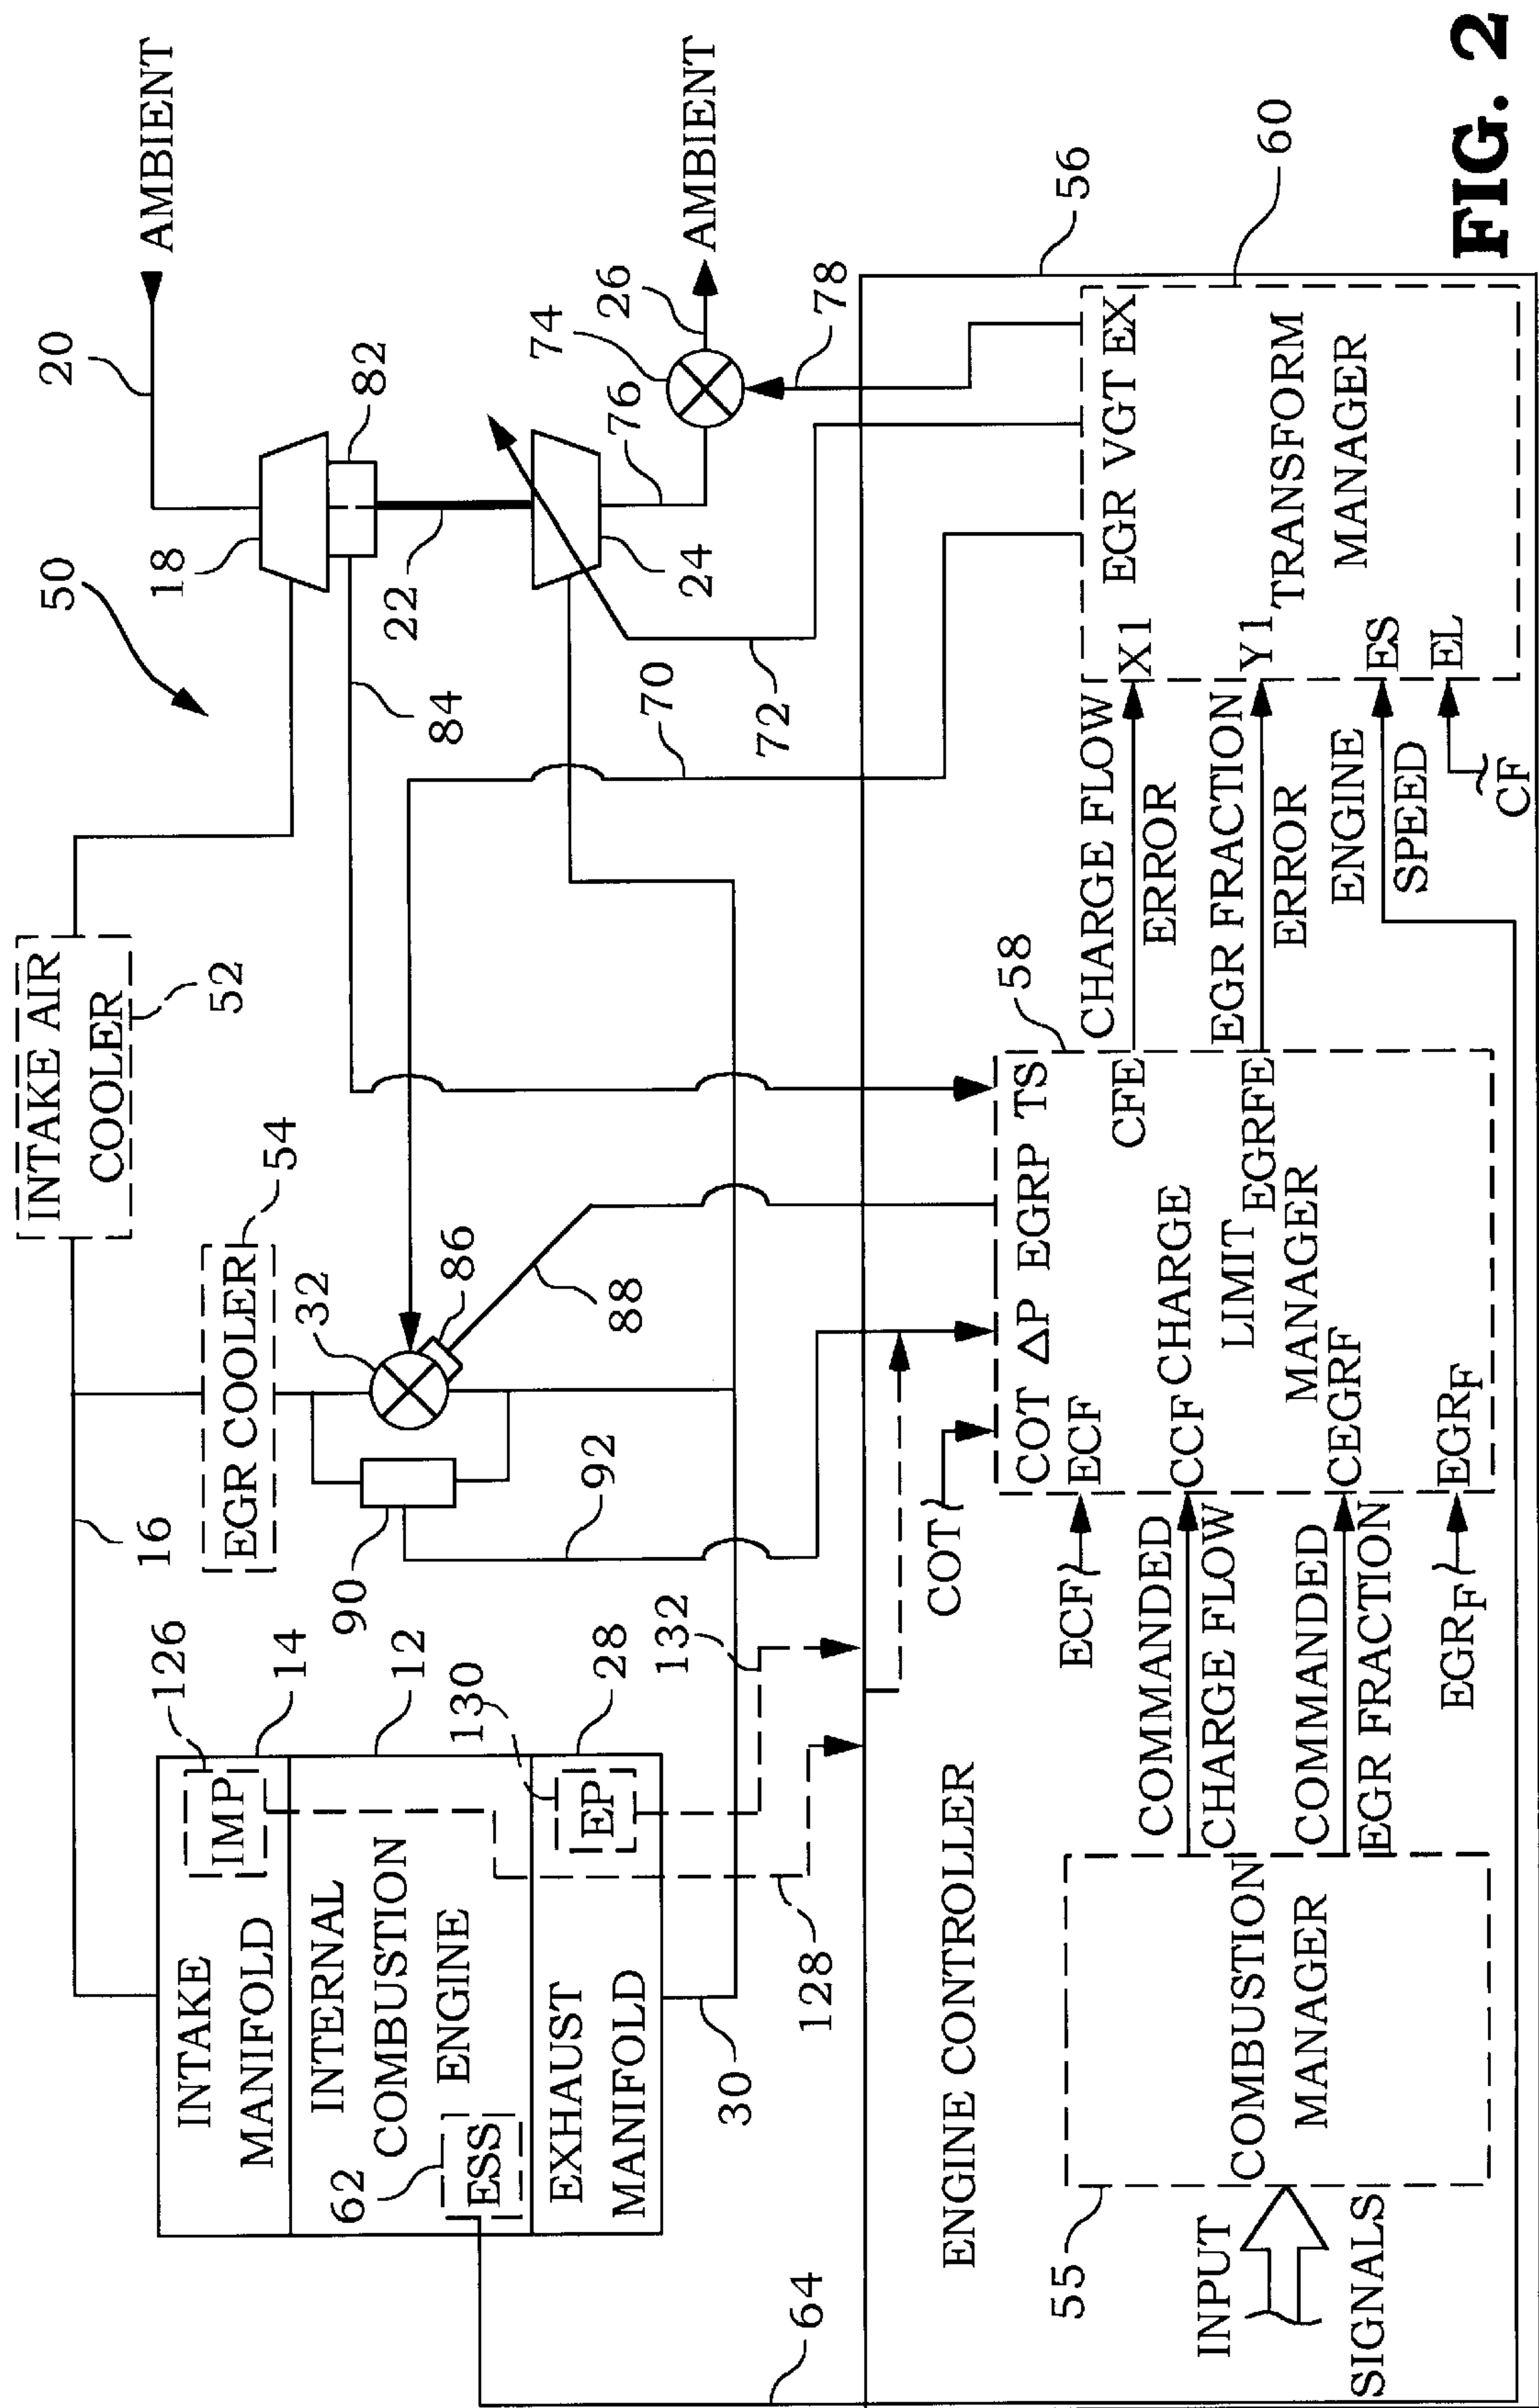 20
AMBIENT
50
18
82
INTAKE AIR
COOLER
52
84
22
74
26
AMBIENT
76
24
16
EGR COOLER
54
32
86
70
72
78
56
126
14
12
130
28
132
90
92
88
INTAKE
MANIFOLD
IMP
INTERNAL
COMBUSTION
ENGINE
62
ESS
EXHAUST
MANIFOLD
EP
30
128
64
ENGINE CONTROLLER
COT
58
60
COT ΔP EGRP TS
EGR VGT EX
ECF
ECF
CFE
CHARGE FLOW
ERROR
X1
COMMANDED
CHARGE FLOW
CCF
CHARGE
LIMIT
MANAGER
EGRFE
EGR FRACTION
ERROR
Y1
TRANSFORM
MANAGER
COMMANDED
EGR FRACTION
CEGRF
ENGINE
SPEED
ES
EGRF
EGRF
CF
EL
55
INPUT
SIGNALS
COMBUSTION
MANAGER
FIG. 2